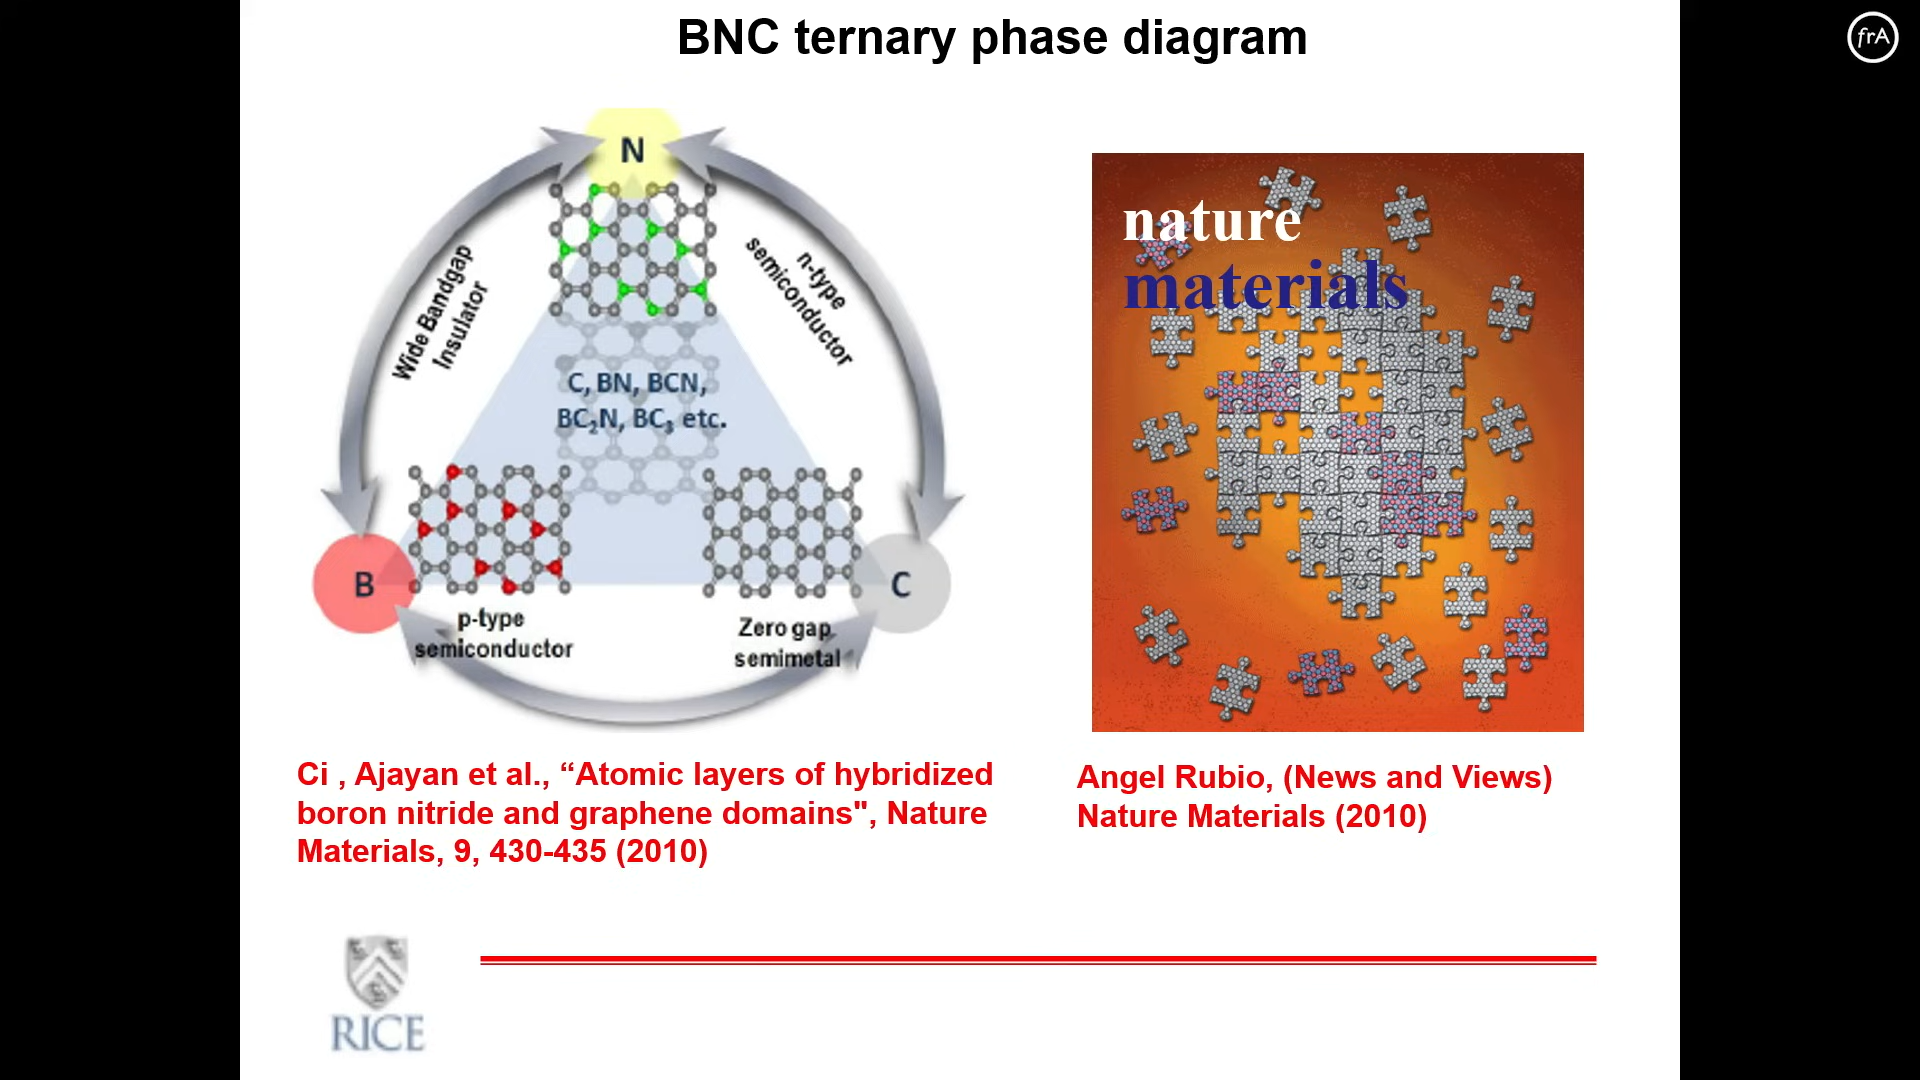 BNC ternary phase diagram
frA
N
Wide Bandgap
Insulator
n-type
semiconductor
C, BN, BCN,
BC₂N, BC₃ etc.
B
C
p-type
semiconductor
Zero gap
semimetal
nature
materials
Ci , Ajayan et al., “Atomic layers of hybridized
boron nitride and graphene domains", Nature
Materials, 9, 430-435 (2010)
Angel Rubio, (News and Views)
Nature Materials (2010)
RICE